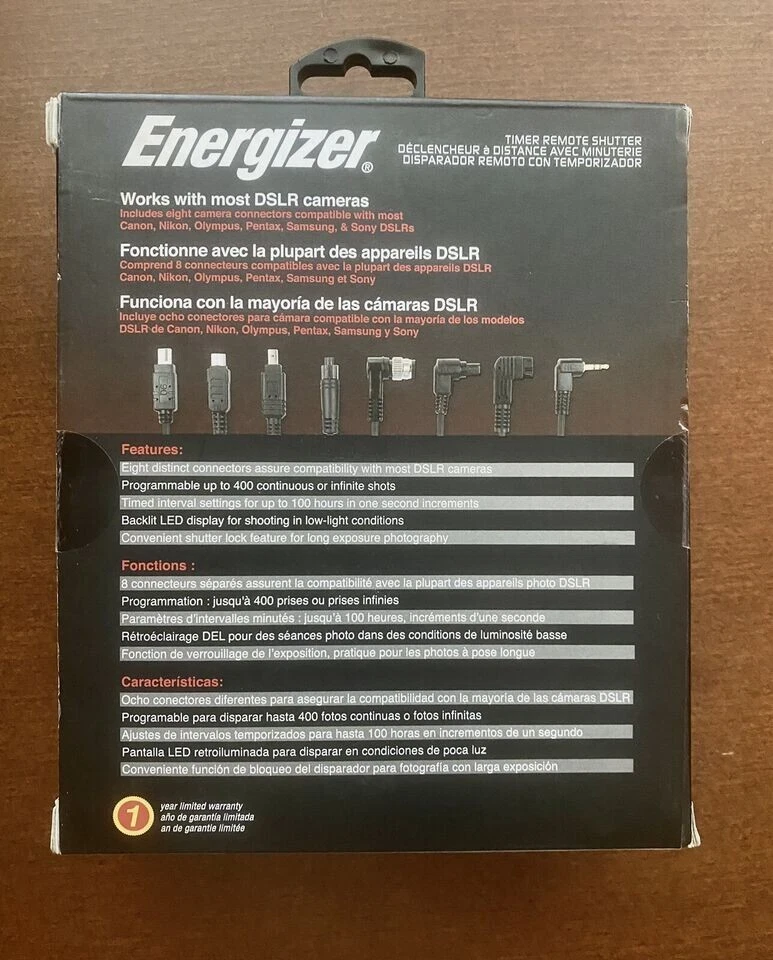 Energizer®
TIMER REMOTE SHUTTER
DÉCLENCHEUR à DISTANCE AVEC MINUTERIE
DISPARADOR REMOTO CON TEMPORIZADOR
Works with most DSLR cameras
Includes eight camera connectors compatible with most
Canon, Nikon, Olympus, Pentax, Samsung, & Sony DSLRs
Fonctionne avec la plupart des appareils DSLR
Comprend 8 connecteurs compatibles avec la plupart des appareils DSLR
Canon, Nikon, Olympus, Pentax, Samsung et Sony
Funciona con la mayoría de las cámaras DSLR
Incluye ocho conectores para cámara compatible con la mayoría de los modelos
DSLR de Canon, Nikon, Olympus, Pentax, Samsung y Sony
Features:
Eight distinct connectors assure compatibility with most DSLR cameras
Programmable up to 400 continuous or infinite shots
Timed interval settings for up to 100 hours in one second increments
Backlit LED display for shooting in low-light conditions
Convenient shutter lock feature for long exposure photography
Fonctions :
8 connecteurs séparés assurent la compatibilité avec la plupart des appareils photo DSLR
Programmation : jusqu'à 400 prises ou prises infinies
Paramètres d'intervalles minutés : jusqu'à 100 heures, incréments d'une seconde
Rétroéclairage DEL pour des séances photo dans des conditions de luminosité basse
Fonction de verrouillage de l'exposition, pratique pour les photos à pose longue
Características:
Ocho conectores diferentes para asegurar la compatibilidad con la mayoría de las cámaras DSLR
Programable para disparar hasta 400 fotos continuas o fotos infinitas
Ajustes de intervalos temporizados para hasta 100 horas en incrementos de un segundo
Pantalla LED retroiluminada para disparar en condiciones de poca luz
Conveniente función de bloqueo del disparador para fotografía con larga exposición
1
year limited warranty
año de garantía limitada
an de garantie limitée